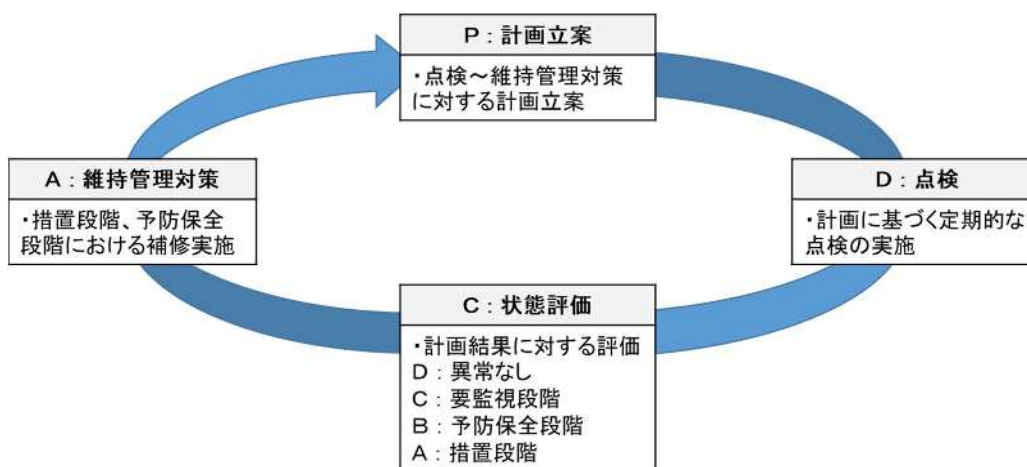 P：計画立案
・点検～維持管理対策
に対する計画立案
A：維持管理対策
・措置段階、予防保全
段階における補修実施
D：点検
・計画に基づく定期的な
点検の実施
C：状態評価
・計画結果に対する評価
D：異常なし
C：要監視段階
B：予防保全段階
A：措置段階